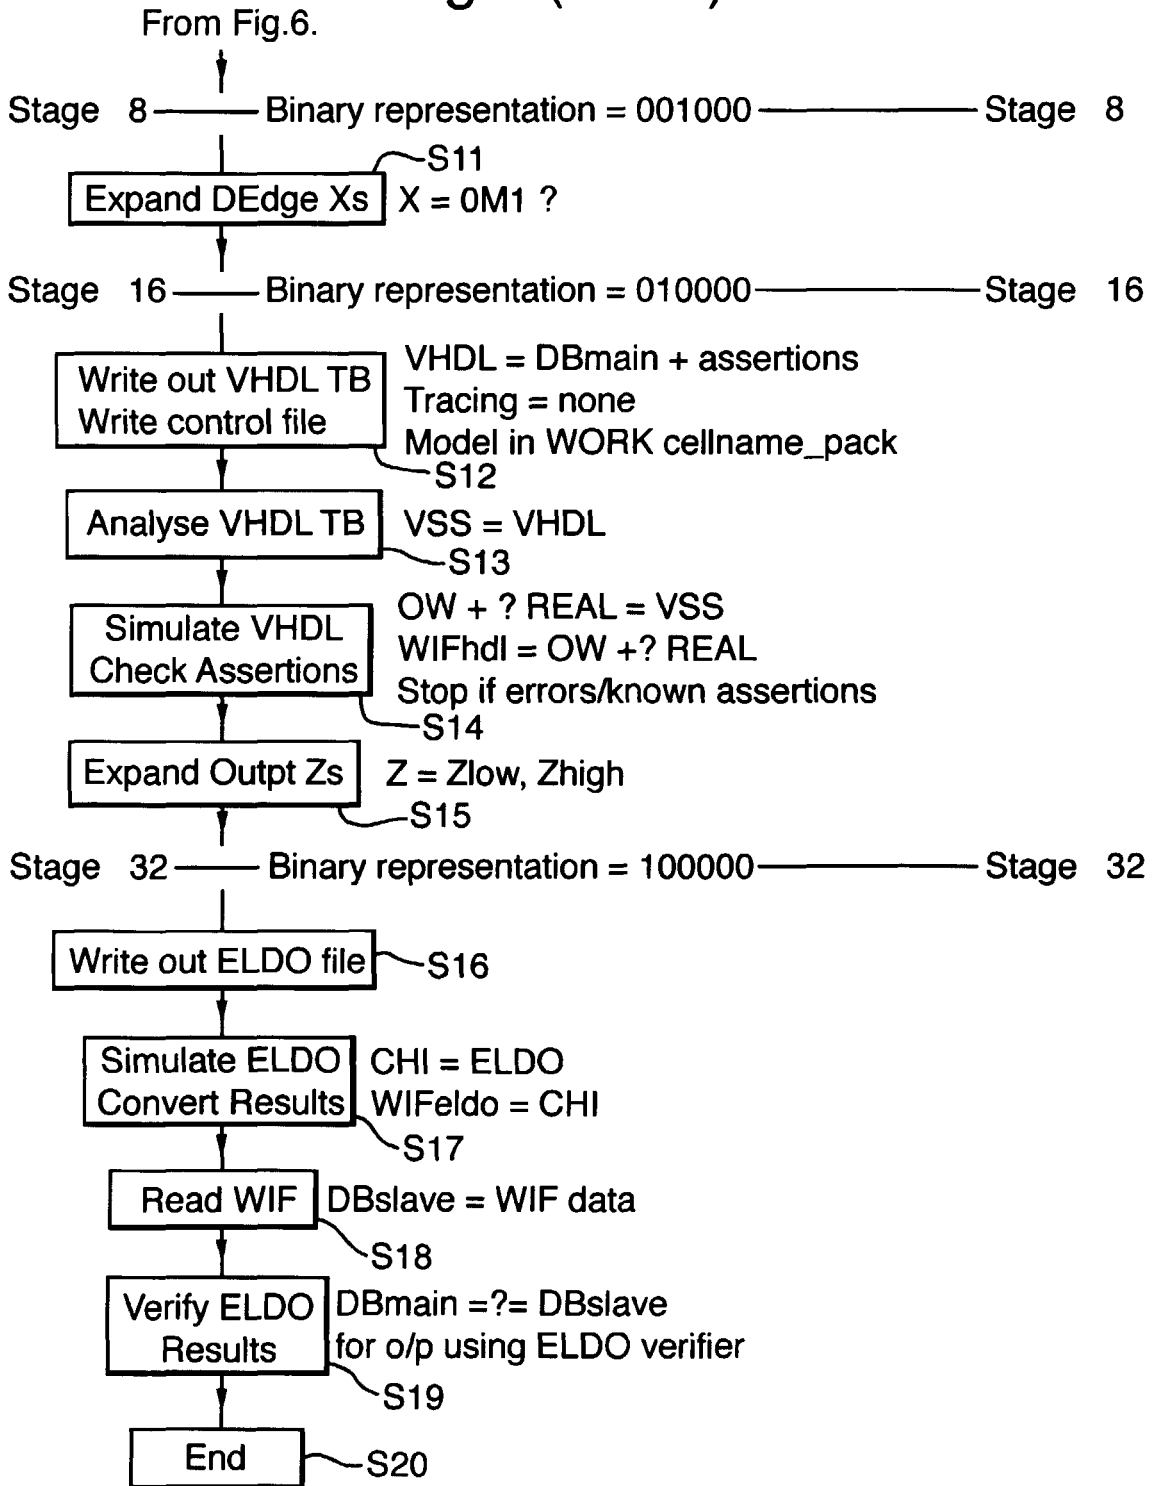 From Fig.6.
Stage 8 Binary representation = 001000 Stage 8
S11
Expand DEdge Xs X = 0M1 ?
Stage 16 Binary representation = 010000 Stage 16
Write out VHDL TB
Write control file
VHDL = DBmain + assertions
Tracing = none
Model in WORK cellname_pack
S12
Analyse VHDL TB VSS = VHDL
S13
Simulate VHDL
Check Assertions
OW + ? REAL = VSS
WIFhdl = OW +? REAL
Stop if errors/known assertions
S14
Expand Outpt Zs Z = Zlow, Zhigh
S15
Stage 32 Binary representation = 100000 Stage 32
Write out ELDO file S16
Simulate ELDO
Convert Results
CHI = ELDO
WIFeldo = CHI
S17
Read WIF DBslave = WIF data
S18
Verify ELDO
Results
DBmain =?= DBslave
for o/p using ELDO verifier
S19
End S20